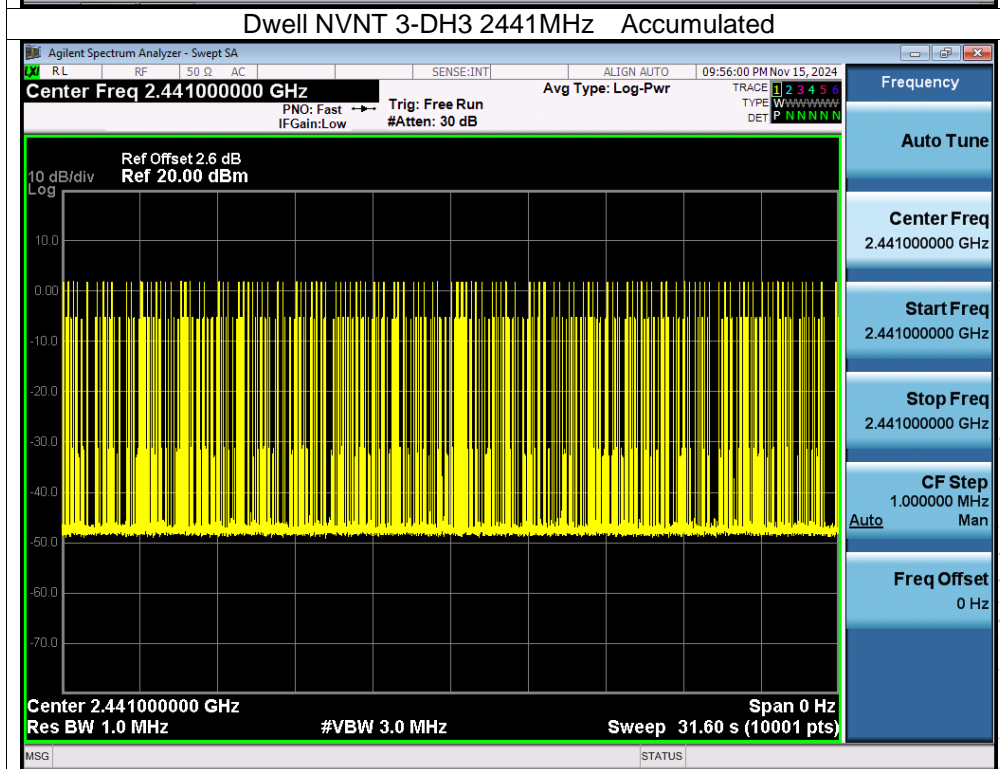 Dwell NVNT 3-DH3 2441MHz Accumulated
Agilent Spectrum Analyzer - Swept SA
LXI RL RF 50 Ω AC SENSE:INT ALIGN AUTO 09:56:00 PM Nov 15, 2024
Center Freq 2.441000000 GHz
PNO: Fast
IFGain:Low
Trig: Free Run
#Atten: 30 dB
Avg Type: Log-Pwr
TRACE 1 2 3 4 5 6
TYPE WWWWWW
DET P N N N N N
Ref Offset 2.6 dB
10 dB/div Ref 20.00 dBm
Log
10.0
0.00
-10.0
-20.0
-30.0
-40.0
-50.0
-60.0
-70.0
Center 2.441000000 GHz Span 0 Hz
Res BW 1.0 MHz #VBW 3.0 MHz Sweep 31.60 s (10001 pts)
MSG STATUS
Frequency
Auto Tune
Center Freq
2.441000000 GHz
Start Freq
2.441000000 GHz
Stop Freq
2.441000000 GHz
CF Step
1.000000 MHz
Auto Man
Freq Offset
0 Hz